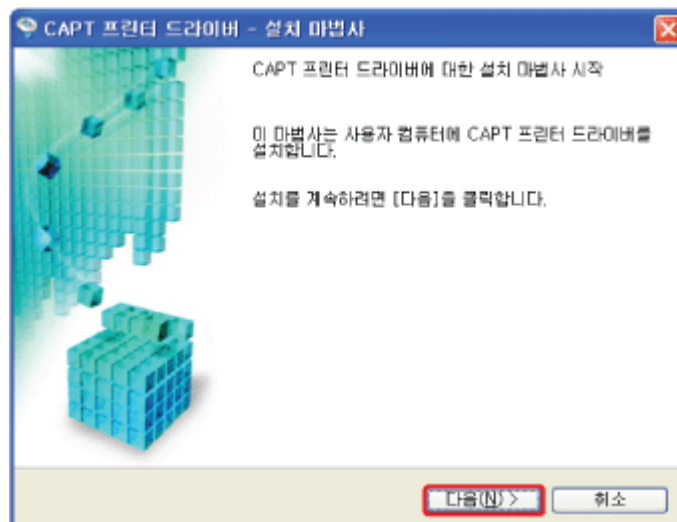 CAPT 프린터 드라이버 - 설치 마법사
CAPT 프린터 드라이버에 대한 설치 마법사 시작
이 마법사는 사용자 컴퓨터에 CAPT 프린터 드라이버를
설치합니다.
설치를 계속하려면 [다음]을 클릭합니다.
다음(N) > 취소